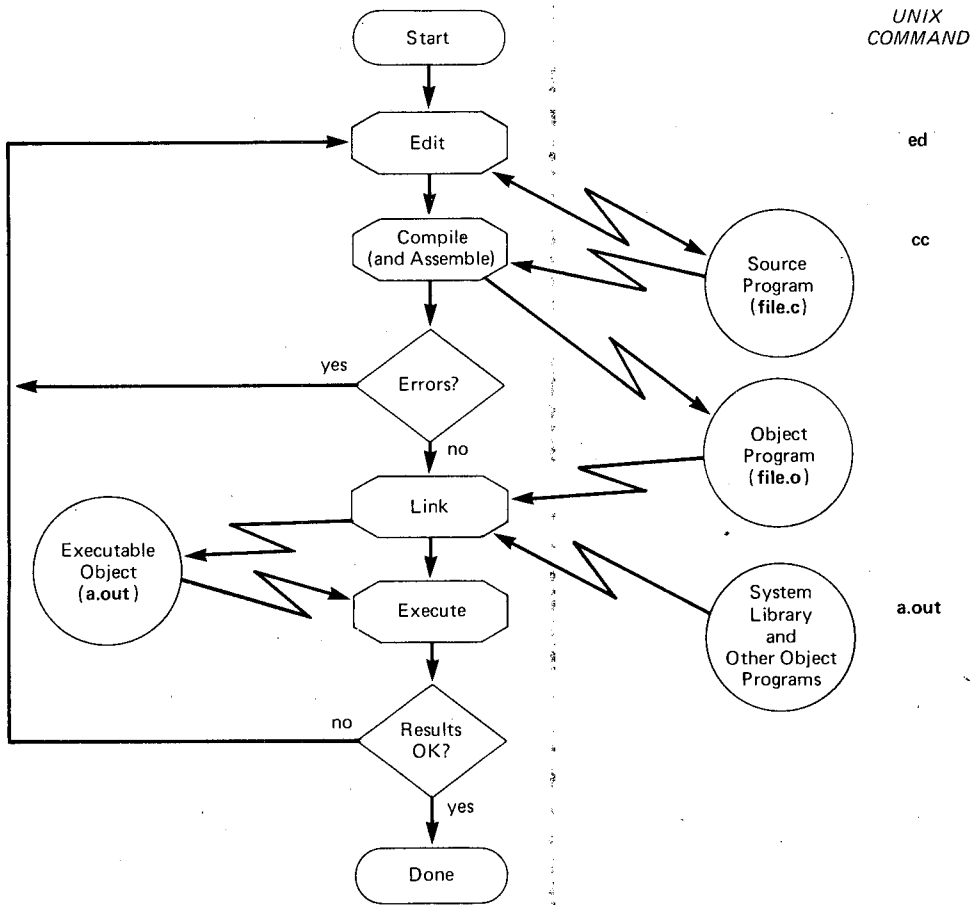 UNIX
COMMAND
Start
Edit
ed
Compile
(and Assemble)
cc
Source
Program
(file.c)
yes
Errors?
no
Object
Program
(file.o)
Link
Executable
Object
(a.out)
Execute
System
Library
and
Other Object
Programs
a.out
no
Results
OK?
yes
Done